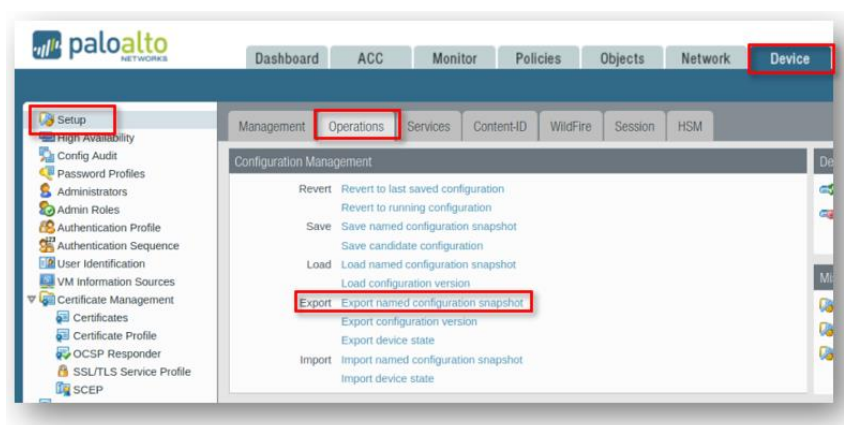 paloalto
NETWORKS
Dashboard ACC Monitor Policies Objects Network Device
Setup
High Availability
Config Audit
Password Profiles
Administrators
Admin Roles
Authentication Profile
Authentication Sequence
User Identification
VM Information Sources
Certificate Management
Certificates
Certificate Profile
OCSP Responder
SSL/TLS Service Profile
SCEP
Management Operations Services Content-ID WildFire Session HSM
Configuration Management
Revert Revert to last saved configuration
Revert to running configuration
Save Save named configuration snapshot
Save candidate configuration
Load Load named configuration snapshot
Load configuration version
Export Export named configuration snapshot
Export configuration version
Export device state
Import Import named configuration snapshot
Import device state
De